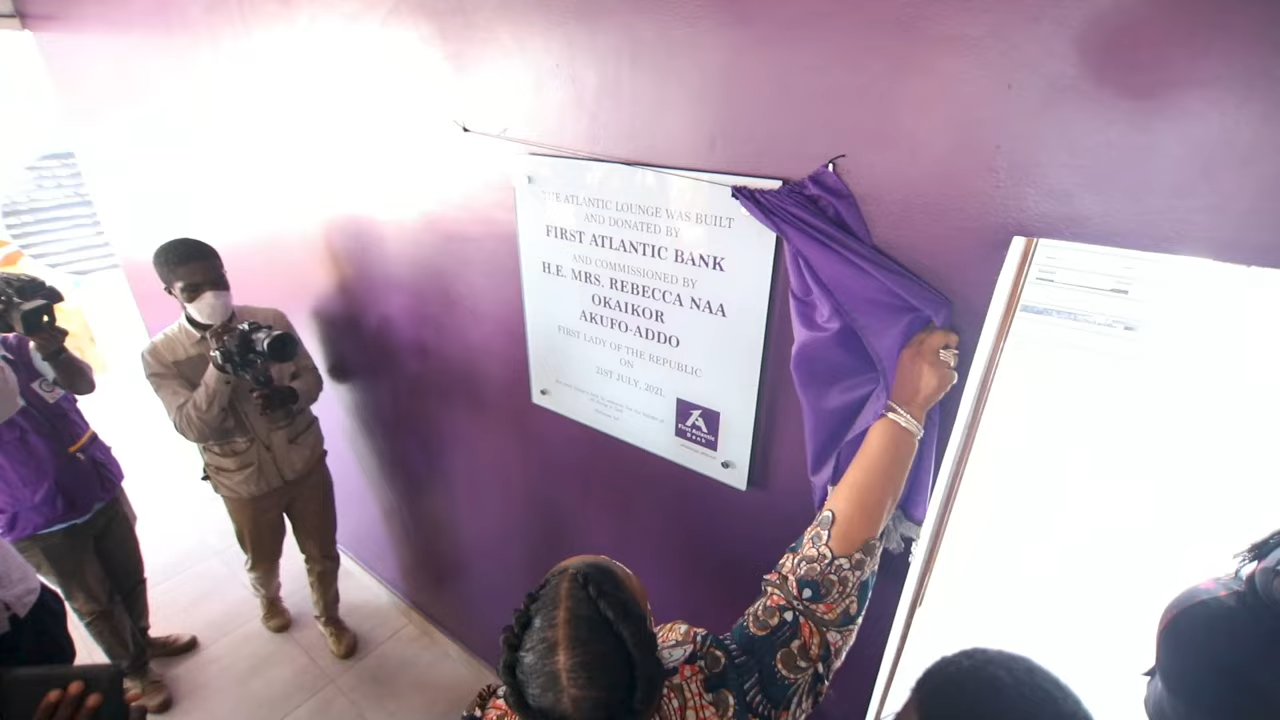 ATLANTIC LOUNGE WAS BUILT
AND DONATED BY
FIRST ATLANTIC BANK
AND COMMISSIONED BY
H.E. MRS. REBECCA NAA
OKAIKOR
AKUFO-ADDO
FIRST LADY OF THE REPUBLIC
ON
21ST JULY, 2021.
First Atlantic
Bank